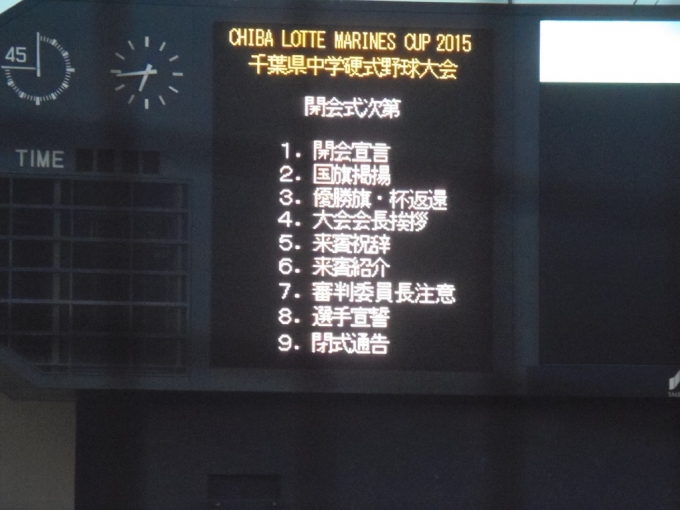 CHIBA LOTTE MARINES CUP 2015
千葉県中学硬式野球大会
開会式次第
1. 開会宣言
2. 国旗掲揚
3. 優勝旗・杯返還
4. 大会会長挨拶
5. 来賓祝辞
6. 来賓紹介
7. 審判委員長注意
8. 選手宣誓
9. 閉式通告
45
TIME